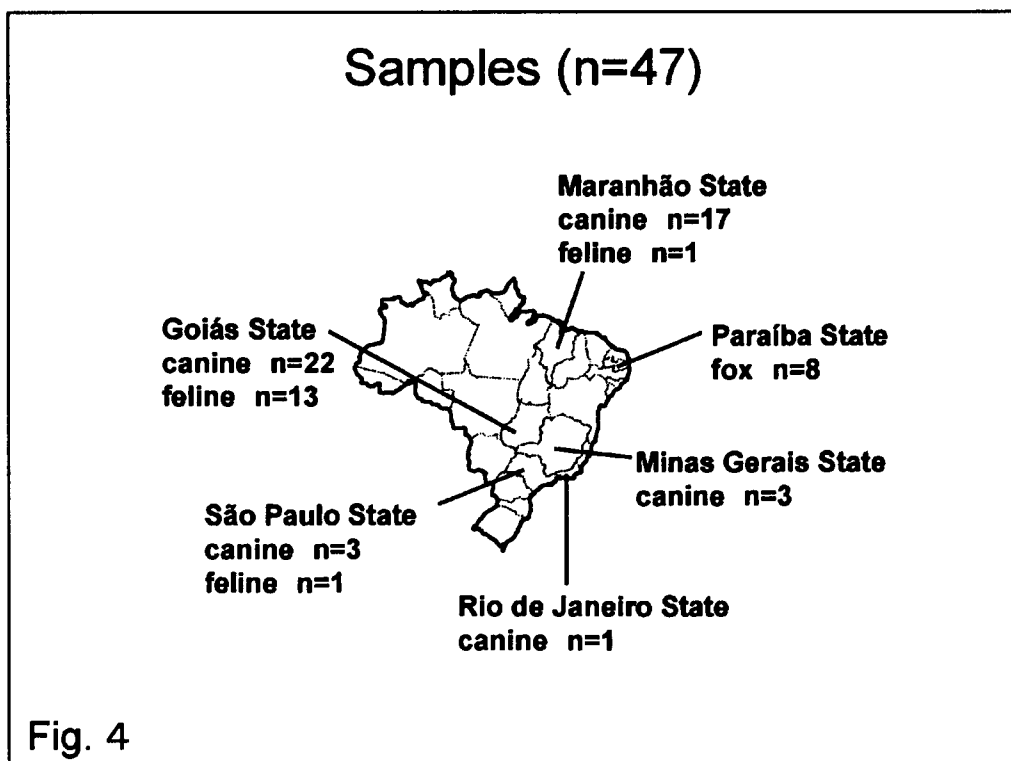 Samples (n=47)
Maranhão State
canine n=17
feline n=1
Goiás State
canine n=22
feline n=13
Paraíba State
fox n=8
Minas Gerais State
canine n=3
São Paulo State
canine n=3
feline n=1
Rio de Janeiro State
canine n=1
Fig. 4